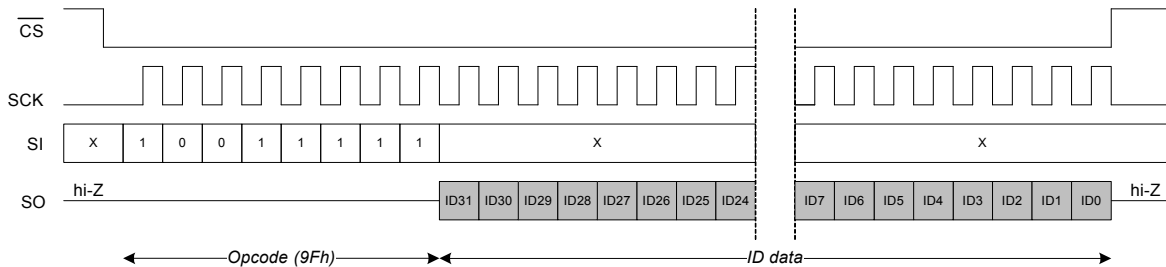 CS
SCK
SI X 1 0 0 1 1 1 1 1 X X
hi-Z hi-Z
SO ID31 ID30 ID29 ID28 ID27 ID26 ID25 ID24 ID7 ID6 ID5 ID4 ID3 ID2 ID1 ID0
Opcode (9Fh) ID data